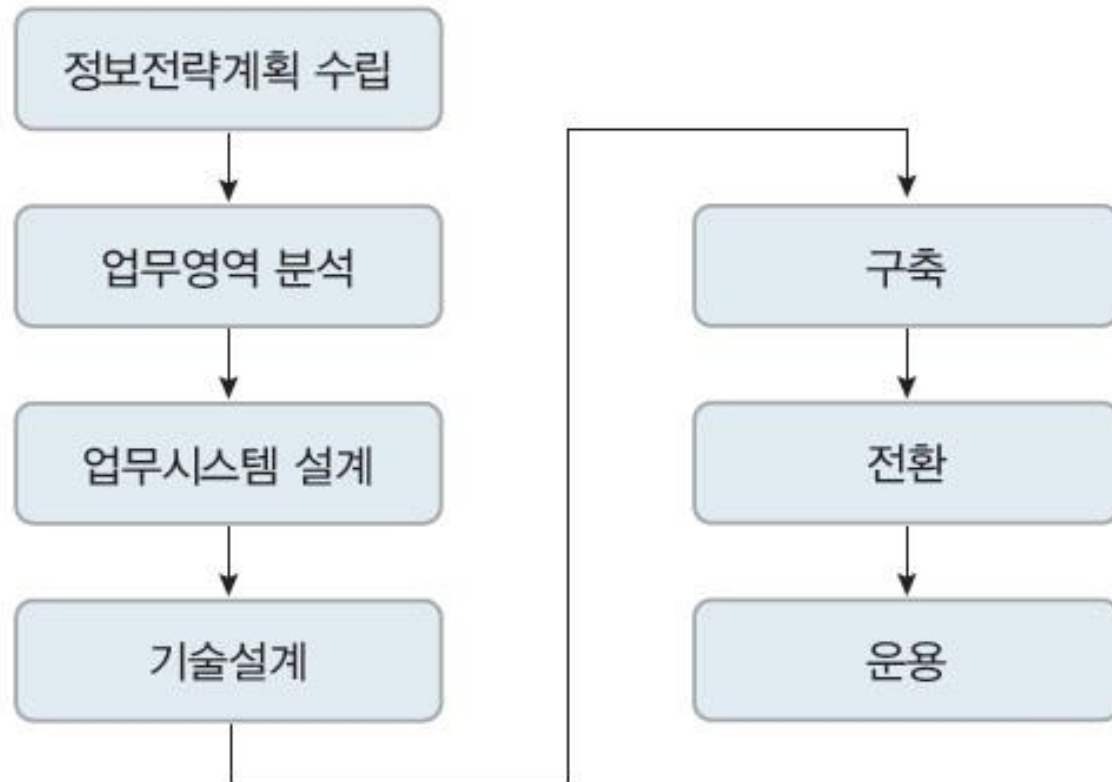 정보전략계획 수립
업무영역 분석
업무시스템 설계
기술설계
구축
전환
운용